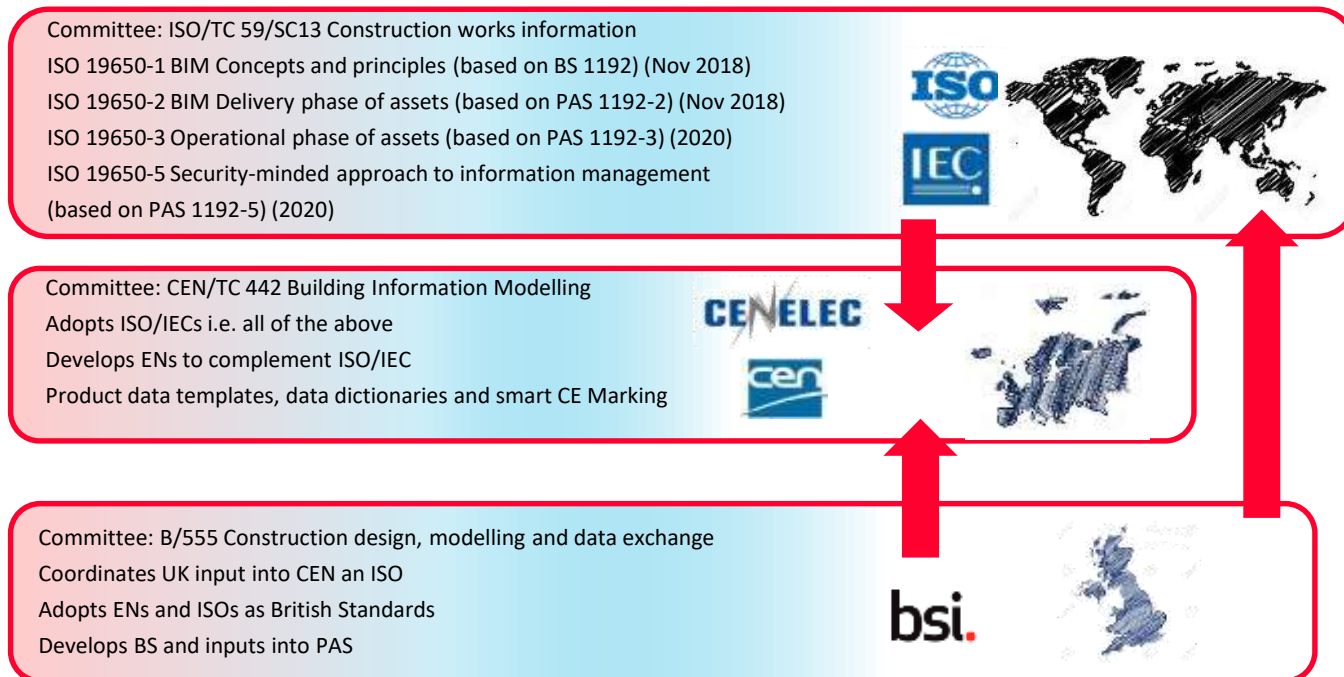 Committee: ISO/TC 59/SC13 Construction works information
ISO 19650-1 BIM Concepts and principles (based on BS 1192) (Nov 2018)
ISO 19650-2 BIM Delivery phase of assets (based on PAS 1192-2) (Nov 2018)
ISO 19650-3 Operational phase of assets (based on PAS 1192-3) (2020)
ISO 19650-5 Security-minded approach to information management
(based on PAS 1192-5) (2020)
ISO
IEC
Committee: CEN/TC 442 Building Information Modelling
Adopts ISO/IECs i.e. all of the above
Develops ENs to complement ISO/IEC
Product data templates, data dictionaries and smart CE Marking
CENELEC
cen
Committee: B/555 Construction design, modelling and data exchange
Coordinates UK input into CEN an ISO
Adopts ENs and ISOs as British Standards
Develops BS and inputs into PAS
bsi.